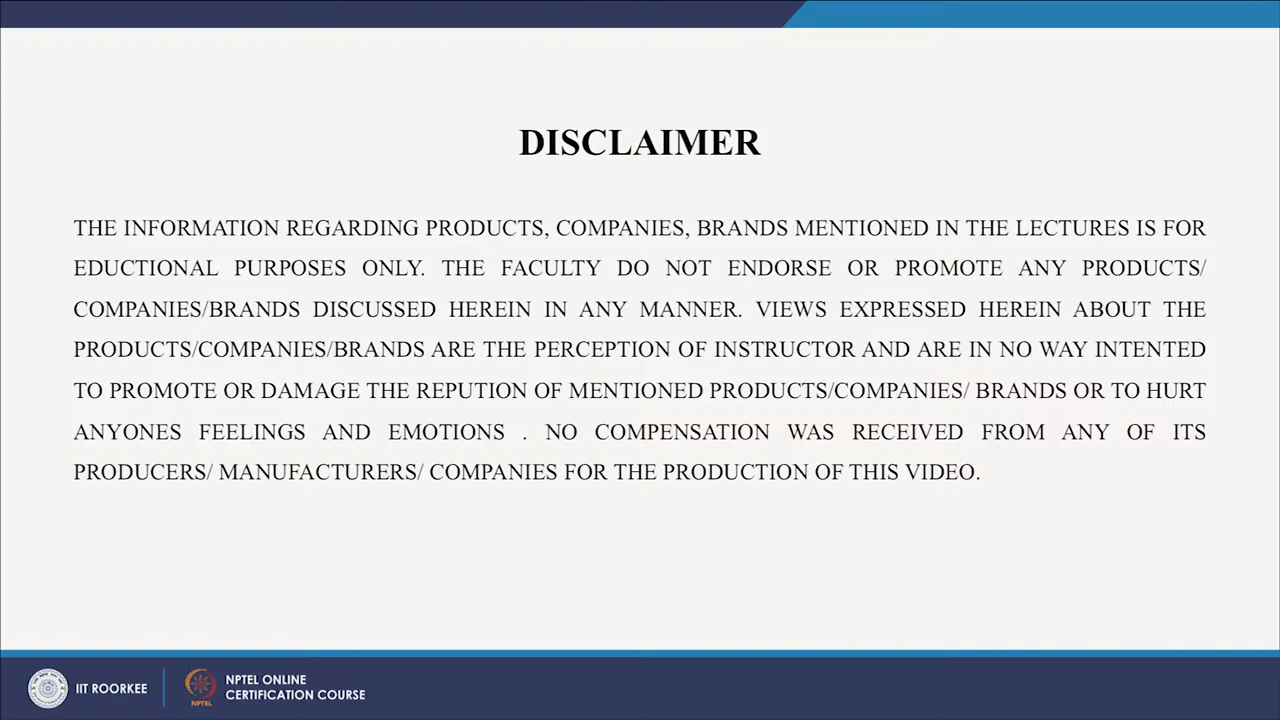 DISCLAIMER
THE INFORMATION REGARDING PRODUCTS, COMPANIES, BRANDS MENTIONED IN THE LECTURES IS FOR
EDUCTIONAL PURPOSES ONLY. THE FACULTY DO NOT ENDORSE OR PROMOTE ANY PRODUCTS/
COMPANIES/BRANDS DISCUSSED HEREIN IN ANY MANNER. VIEWS EXPRESSED HEREIN ABOUT THE
PRODUCTS/COMPANIES/BRANDS ARE THE PERCEPTION OF INSTRUCTOR AND ARE IN NO WAY INTENTED
TO PROMOTE OR DAMAGE THE REPUTION OF MENTIONED PRODUCTS/COMPANIES/ BRANDS OR TO HURT
ANYONES FEELINGS AND EMOTIONS . NO COMPENSATION WAS RECEIVED FROM ANY OF ITS
PRODUCERS/ MANUFACTURERS/ COMPANIES FOR THE PRODUCTION OF THIS VIDEO.
IIT ROORKEE
NPTEL
NPTEL ONLINE
CERTIFICATION COURSE